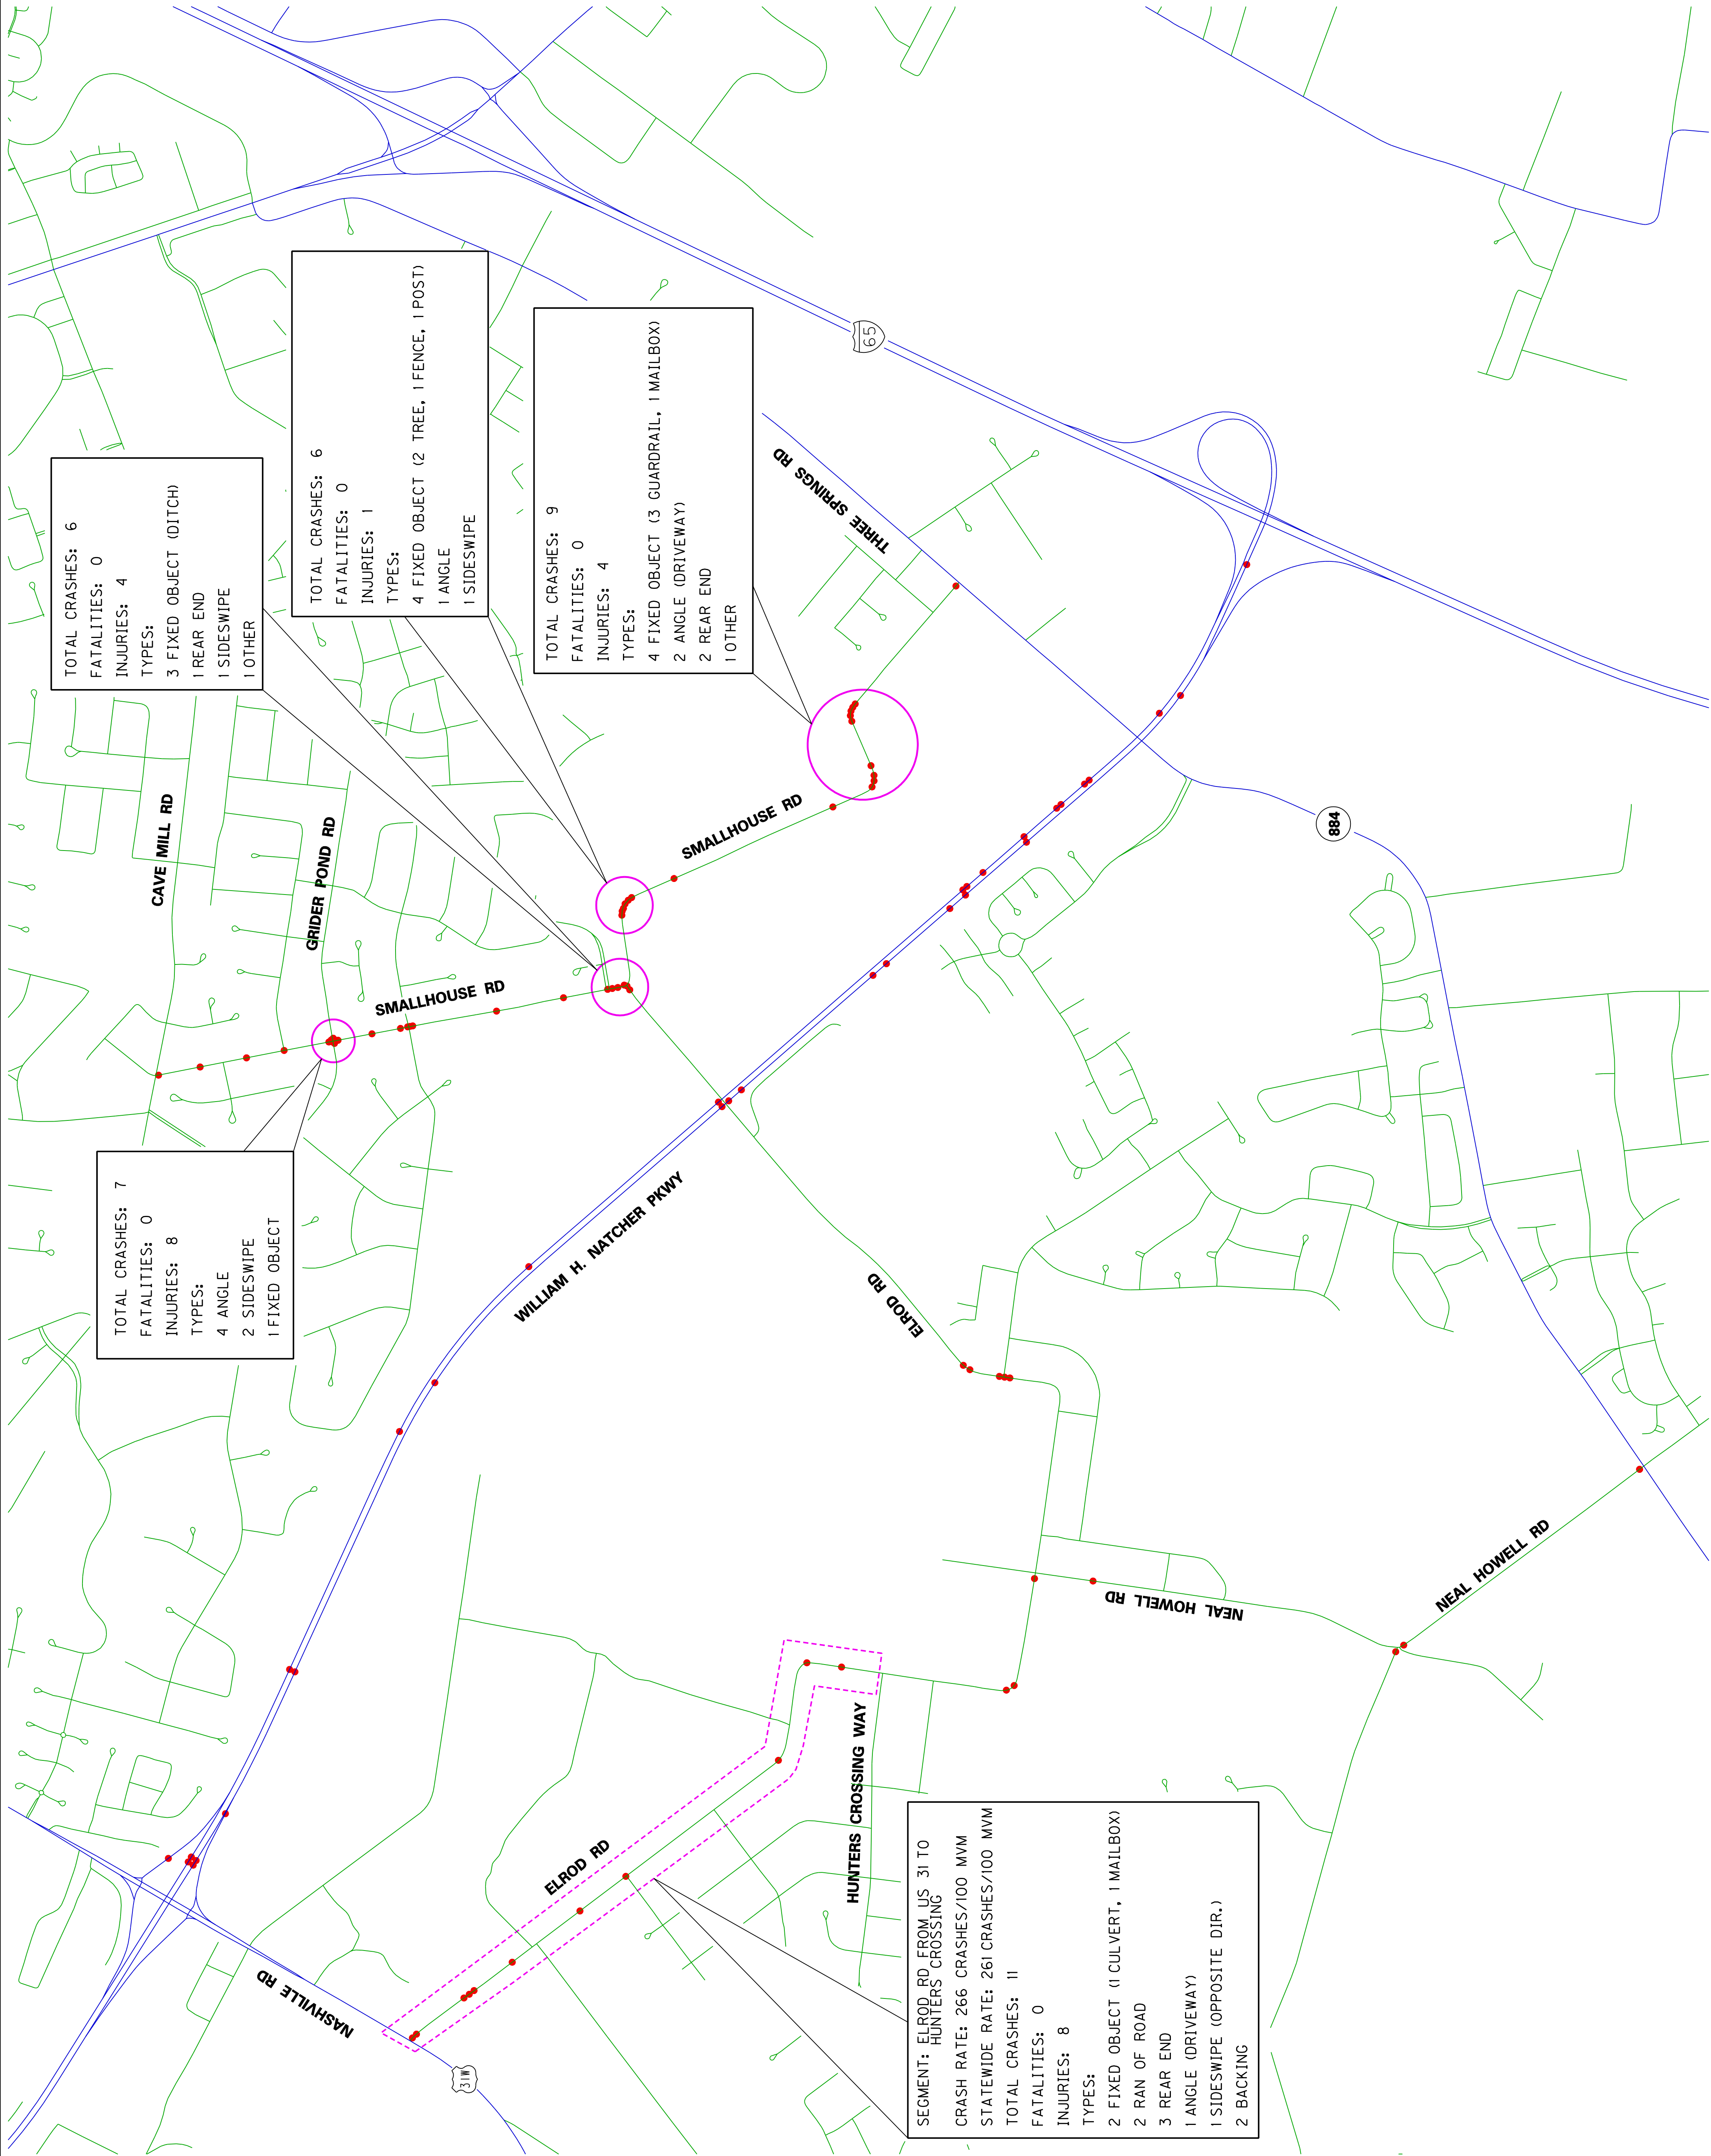 TOTAL CRASHES: 6
FATALITIES: 0
INJURIES: 4
TYPES:
3 FIXED OBJECT (DITCH)
1 REAR END
1 SIDESWIPE
1 OTHER
TOTAL CRASHES: 6
FATALITIES: 0
INJURIES: 1
TYPES:
4 FIXED OBJECT (2 TREE, 1 FENCE, 1 POST)
1 ANGLE
1 SIDESWIPE
TOTAL CRASHES: 9
FATALITIES: 0
INJURIES: 4
TYPES:
4 FIXED OBJECT (3 GUARDRAIL, 1 MAILBOX)
2 ANGLE (DRIVEWAY)
2 REAR END
1 OTHER
TOTAL CRASHES: 7
FATALITIES: 0
INJURIES: 8
TYPES:
4 ANGLE
2 SIDESWIPE
1 FIXED OBJECT
SEGMENT: ELROD RD FROM US 31 TO
HUNTERS CROSSING
CRASH RATE: 266 CRASHES/100 MVM
STATEWIDE RATE: 261 CRASHES/100 MVM
TOTAL CRASHES: 11
FATALITIES: 0
INJURIES: 8
TYPES:
2 FIXED OBJECT (1 CULVERT, 1 MAILBOX)
2 RAN OF ROAD
3 REAR END
1 ANGLE (DRIVEWAY)
1 SIDESWIPE (OPPOSITE DIR.)
2 BACKING
CAVE MILL RD
GRIDER POND RD
SMALLHOUSE RD
SMALLHOUSE RD
THREE SPRINGS RD
65
884
WILLIAM H. NATCHER PKWY
ELROD RD
NEAL HOWELL RD
NEAL HOWELL RD
HUNTERS CROSSING WAY
ELROD RD
NASHVILLE RD
31W